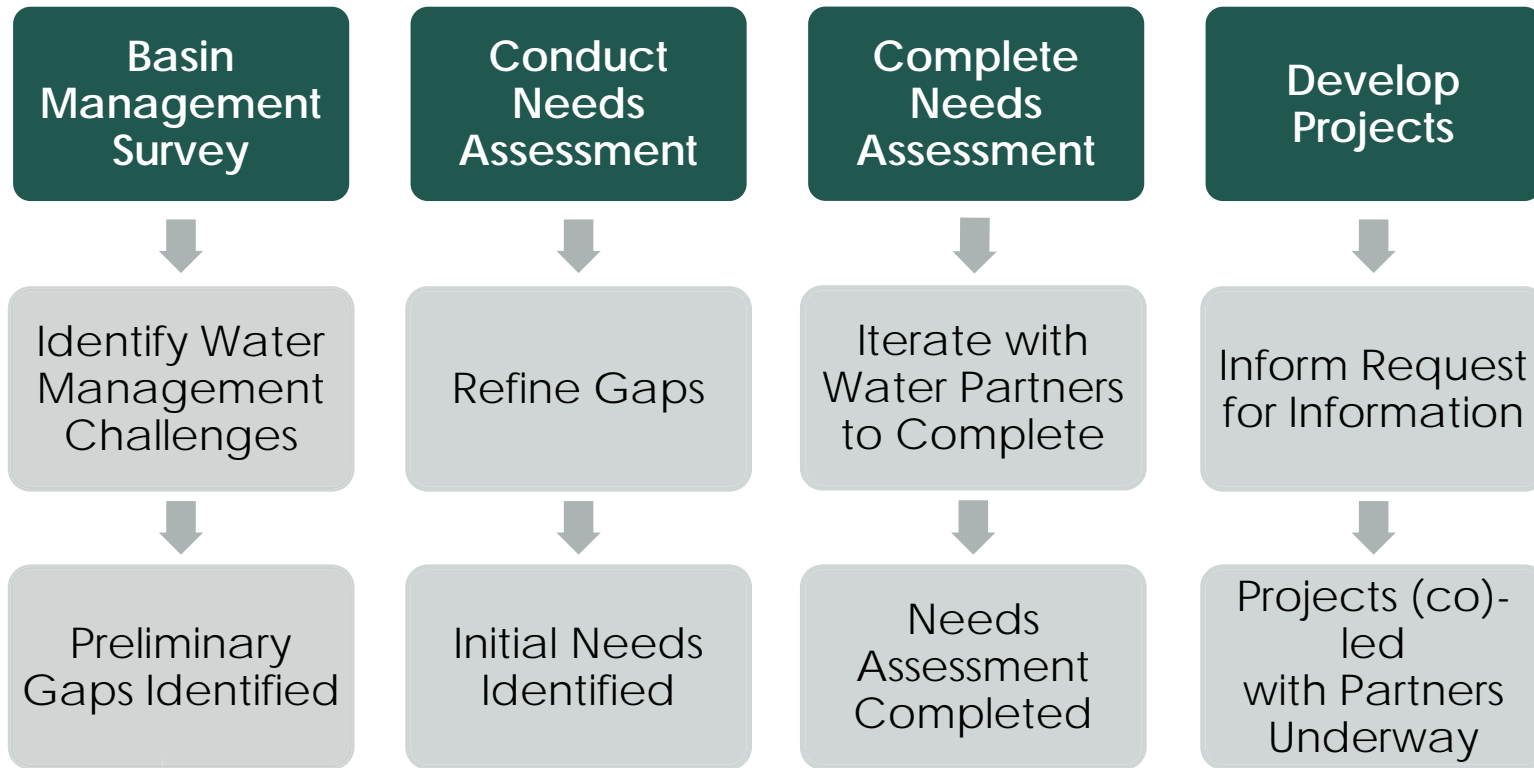 Basin
Management
Survey
Identify Water
Management
Challenges
Preliminary
Gaps Identified
Conduct
Needs
Assessment
Refine Gaps
Initial Needs
Identified
Complete
Needs
Assessment
Iterate with
Water Partners
to Complete
Needs
Assessment
Completed
Develop
Projects
Inform Request
for Information
Projects (co)-
led
with Partners
Underway